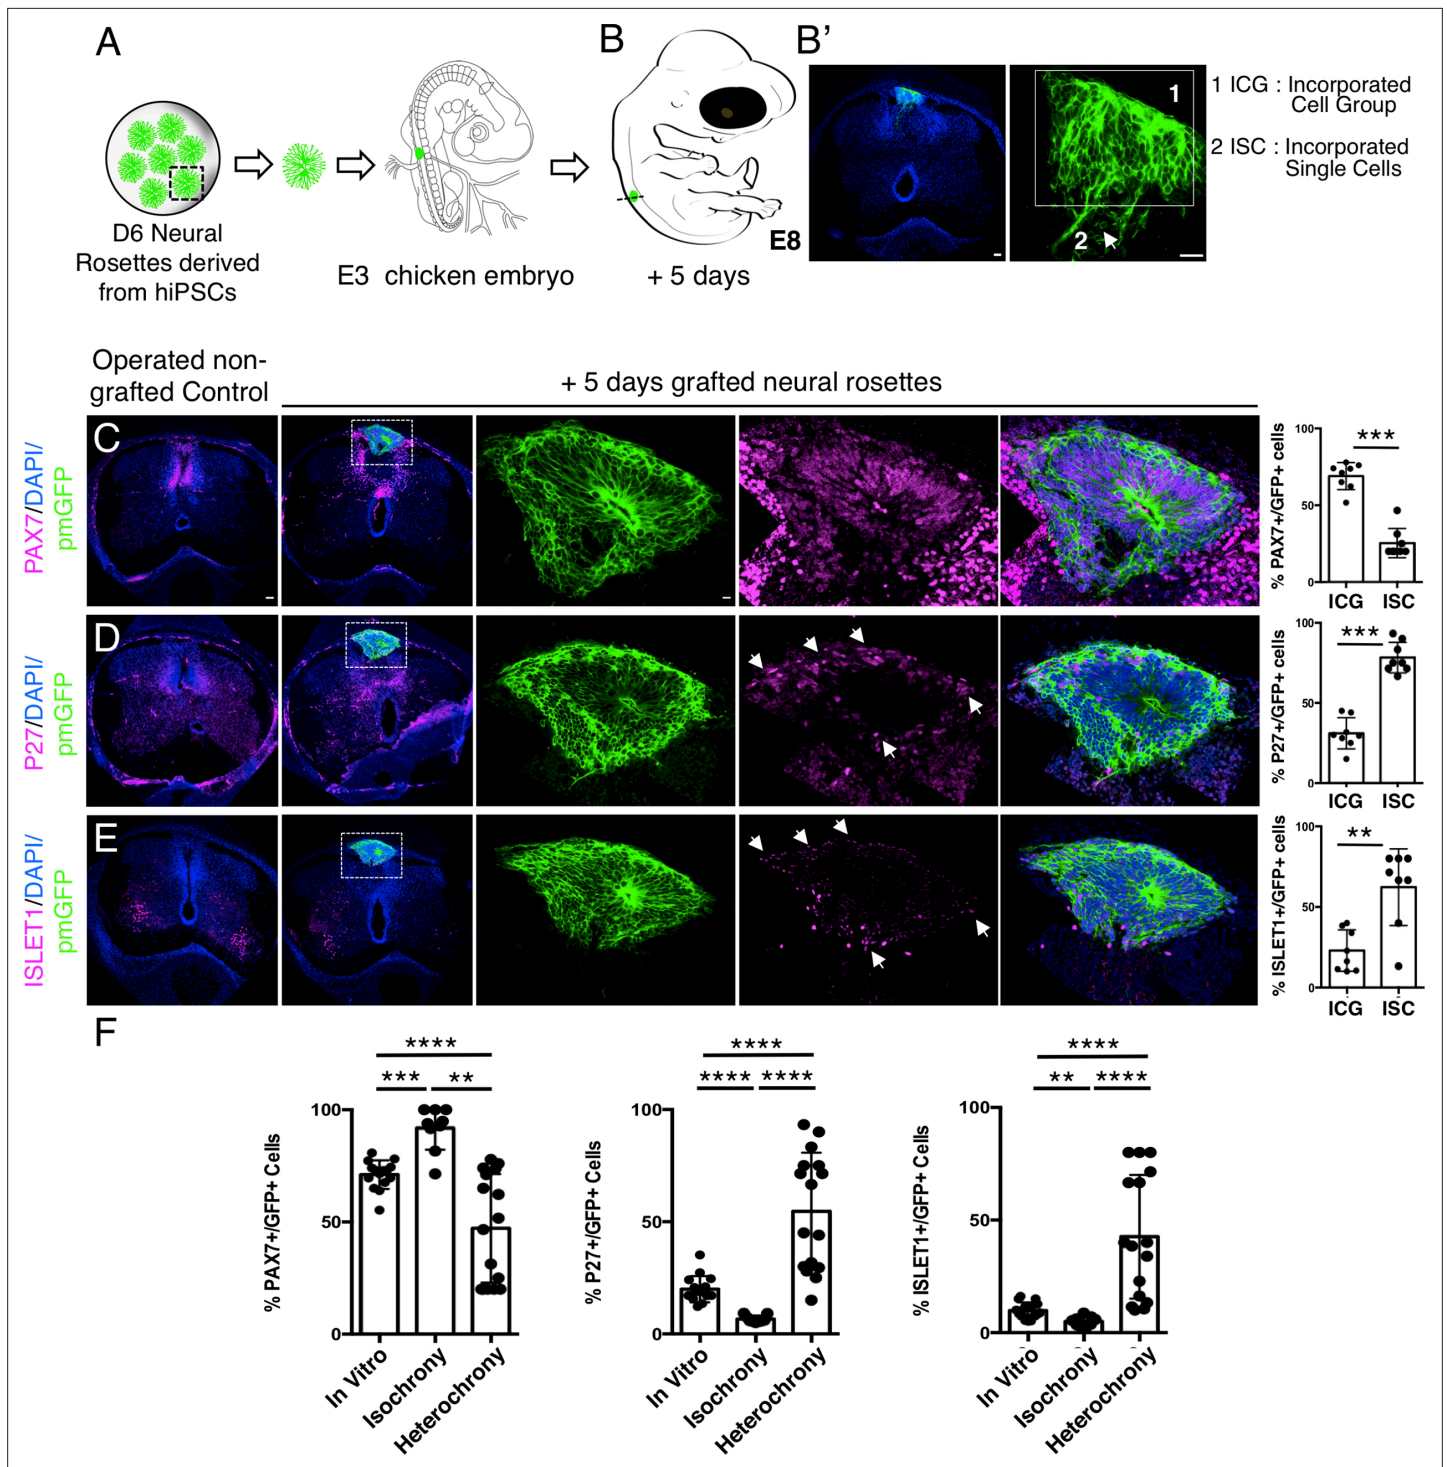 A
B
B’
D6 Neural
Rosettes derived
from hiPSCs
E3 chicken embryo
+ 5 days
E8
1
2
1 ICG : Incorporated
Cell Group
2 ISC : Incorporated
Single Cells
Operated non-
grafted Control
+ 5 days grafted neural rosettes
PAX7/DAPI/
pmGFP
C
% PAX7+/GFP+ cells
100
50
0
***
ICG ISC
P27/DAPI/
pmGFP
D
% P27+/GFP+ cells
100
50
0
***
ICG ISC
ISLET1/DAPI/
pmGFP
E
% ISLET1+/GFP+ cells
100
50
0
**
ICG ISC
F
% PAX7+/GFP+ Cells
100
50
0
****
*** **
In Vitro
Isochrony
Heterochrony
% P27+/GFP+ Cells
100
50
0
****
**** ****
In Vitro
Isochrony
Heterochrony
% ISLET1+/GFP+ Cells
100
50
0
****
** ****
In Vitro
Isochrony
Heterochrony